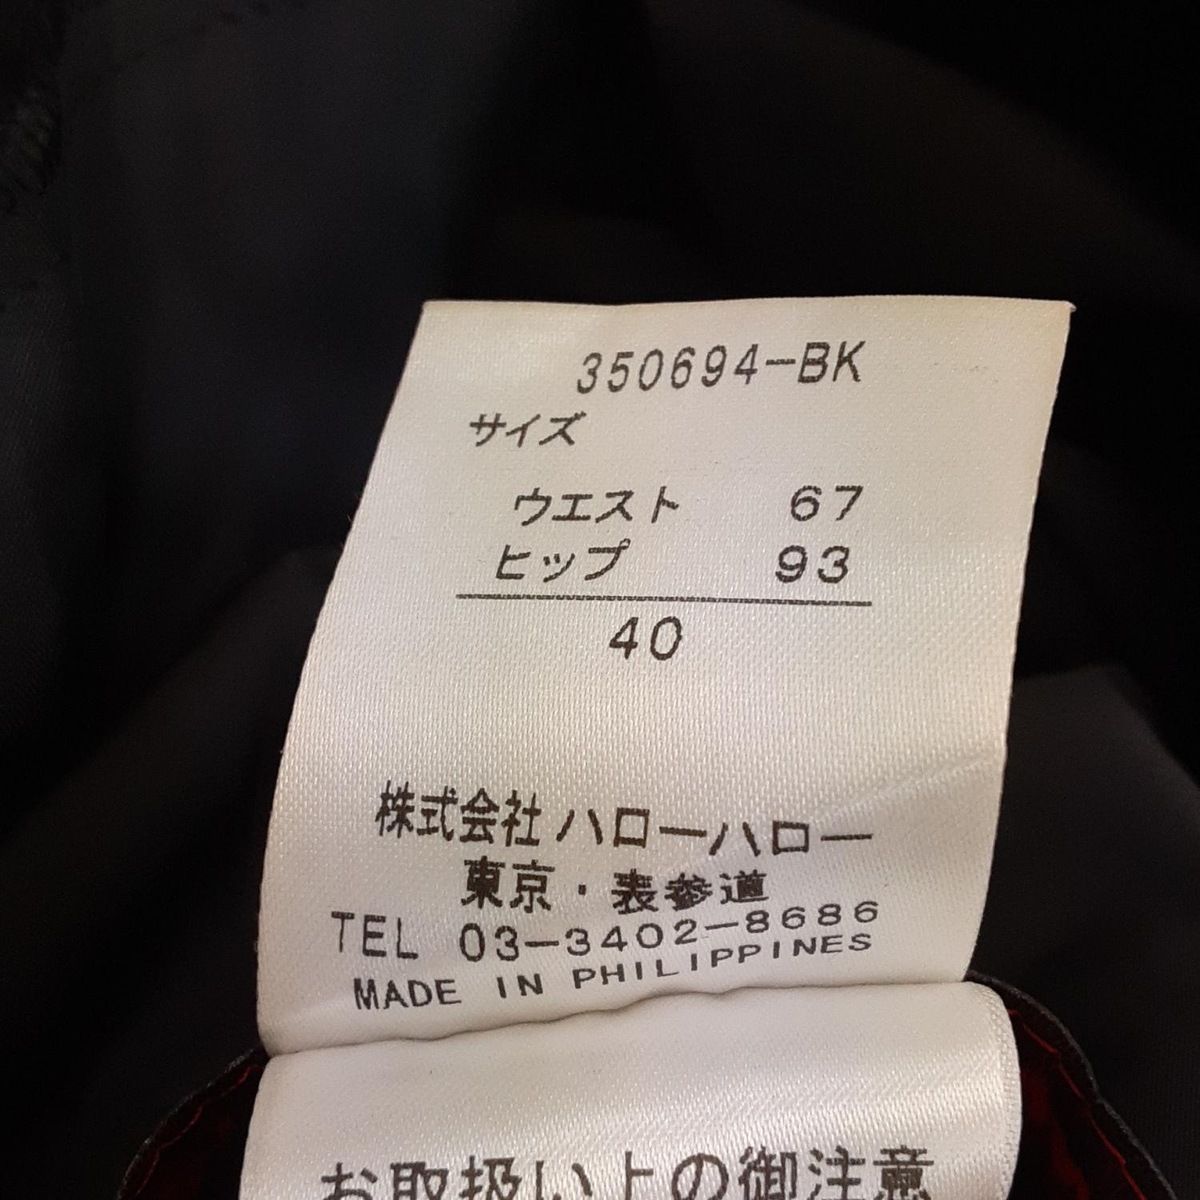 350694-BK
サイズ
ウエスト 67
ヒップ 93
40
株式会社 ハローハロー
東京・表参道
TEL 03-3402-8686
MADE IN PHILIPPINES
お取扱い上の御注意